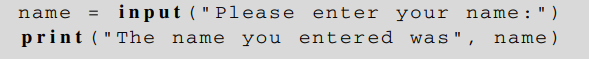 name = input("Please enter your name:")
print("The name you entered was", name)